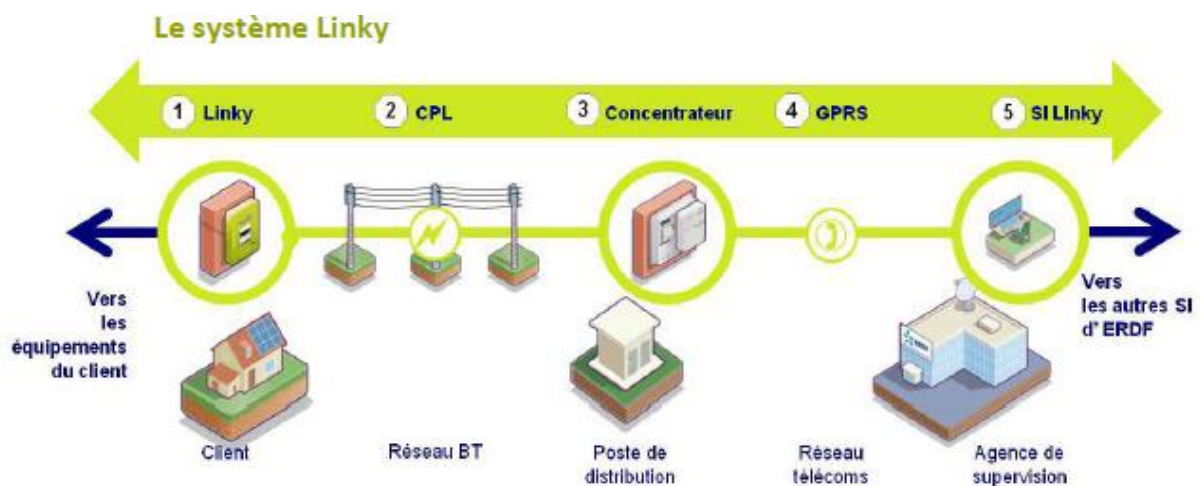 Le système Linky
1 Linky
2 CPL
3 Concentrateur
4 GPRS
5 SI Linky
Vers
les
équipements
du client
Vers
les autres SI
d' ERDF
Client
Réseau BT
Poste de
distribution
Réseau
télécoms
Agence de
supervision